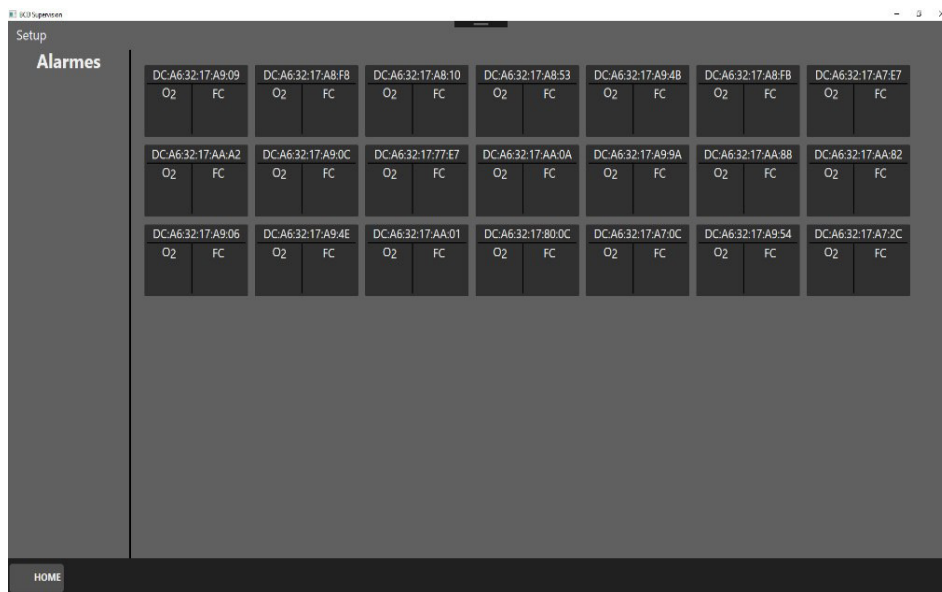 BCD Supervision
Setup
Alarmes
DC:A6:32:17:A9:09 DC:A6:32:17:A8:F8 DC:A6:32:17:A8:10 DC:A6:32:17:A8:53 DC:A6:32:17:A9:4B DC:A6:32:17:A8:FB DC:A6:32:17:A7:E7
O2 FC O2 FC O2 FC O2 FC O2 FC O2 FC O2 FC
DC:A6:32:17:AA:A2 DC:A6:32:17:A9:0C DC:A6:32:17:77:E7 DC:A6:32:17:AA:0A DC:A6:32:17:A9:9A DC:A6:32:17:AA:88 DC:A6:32:17:AA:82
O2 FC O2 FC O2 FC O2 FC O2 FC O2 FC O2 FC
DC:A6:32:17:A9:06 DC:A6:32:17:A9:4E DC:A6:32:17:AA:01 DC:A6:32:17:80:0C DC:A6:32:17:A7:0C DC:A6:32:17:A9:54 DC:A6:32:17:A7:2C
O2 FC O2 FC O2 FC O2 FC O2 FC O2 FC O2 FC
HOME